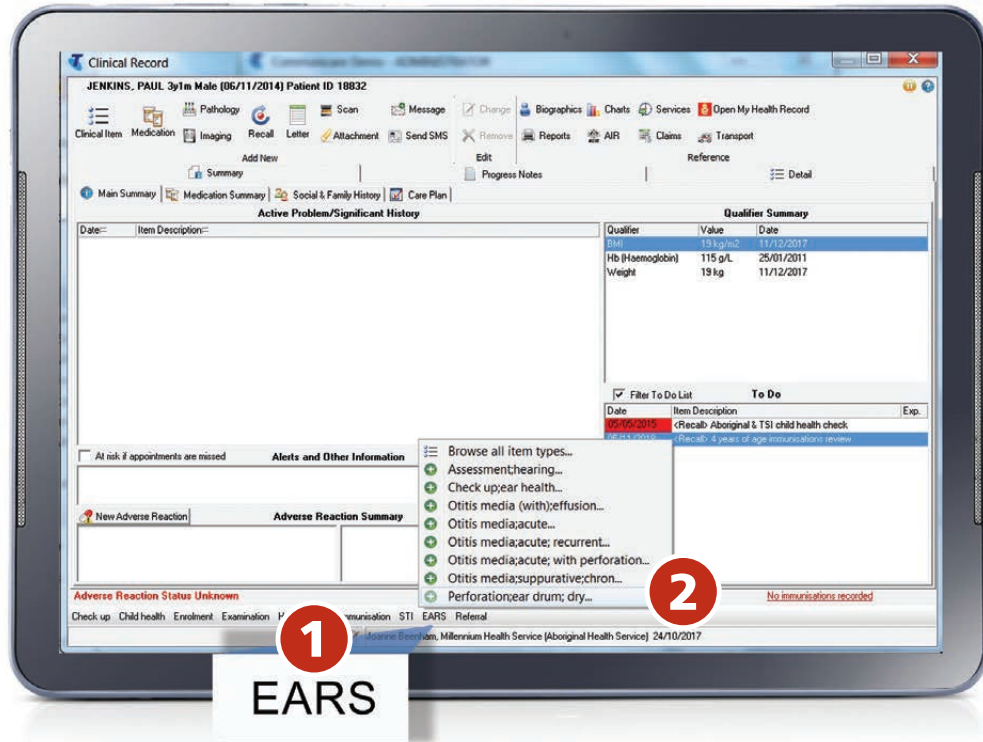 Clinical Record
JENKINS, PAUL 3y1m Male (06/11/2014) Patient ID 18832
Clinical Item
Medication
Pathology
Imaging
Recall
Letter
Scan
Attachment
Message
Send SMS
Change
Remove
Biographics
Reports
Charts
AIR
Services
Claims
Open My Health Record
Transport
Add New
Edit
Reference
Summary
Progress Notes
Detail
Main Summary
Medication Summary
Social & Family History
Care Plan
Active Problem/Significant History
Date
Item Description
Qualifier Summary
Qualifier Value Date
BMI 19 kg/m2 11/12/2017
Hb (Haemoglobin) 115 g/L 25/01/2011
Weight 19 kg 11/12/2017
Filter To Do List
To Do
Date Item Description Exp.
05/05/2015 <Recall> Aboriginal & TSI child health check
<Recall> 4 years of age immunisations review
At risk if appointments are missed
Alerts and Other Information
New Adverse Reaction
Adverse Reaction Summary
Browse all item types...
Assessment;hearing...
Check up;ear health...
Otitis media (with);effusion...
Otitis media;acute...
Otitis media;acute; recurrent...
Otitis media;acute; with perforation...
Otitis media;suppurative;chron...
Perforation;ear drum; dry...
2
Adverse Reaction Status Unknown
No immunisations recorded
Check up Child health Enrolment Examination STI EARS Referral
1
Millennium Health Service (Aboriginal Health Service) 24/10/2017
EARS